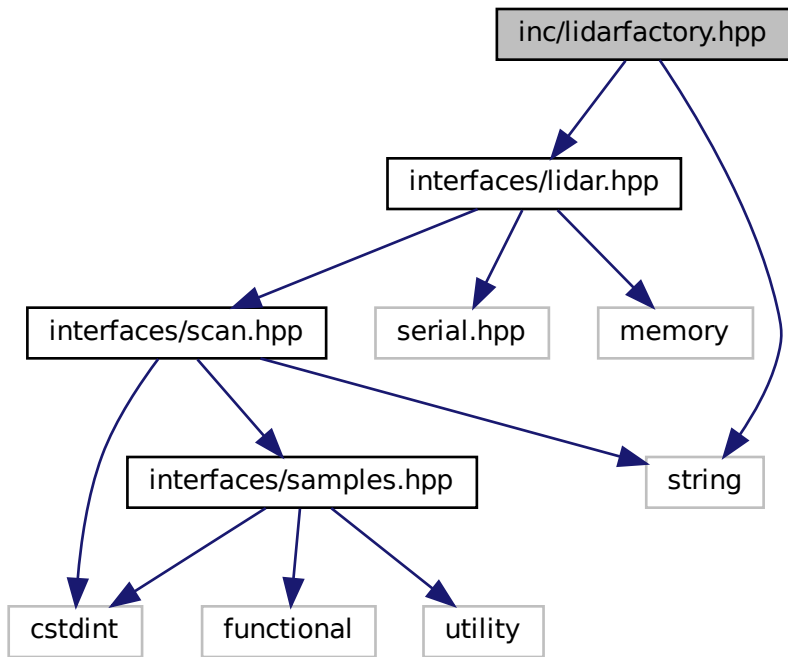 inc/lidarfactory.hpp
interfaces/lidar.hpp
interfaces/scan.hpp
serial.hpp
memory
interfaces/samples.hpp
string
cstdint
functional
utility